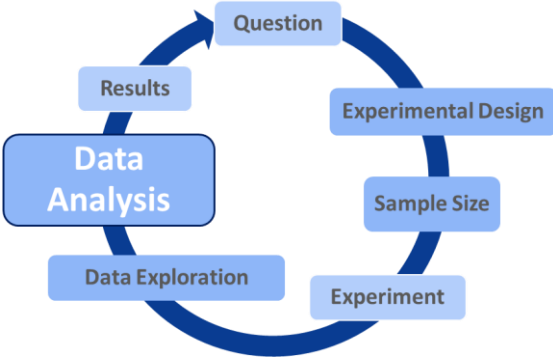 Question
Experimental Design
Sample Size
Experiment
Data Exploration
Data
Analysis
Results